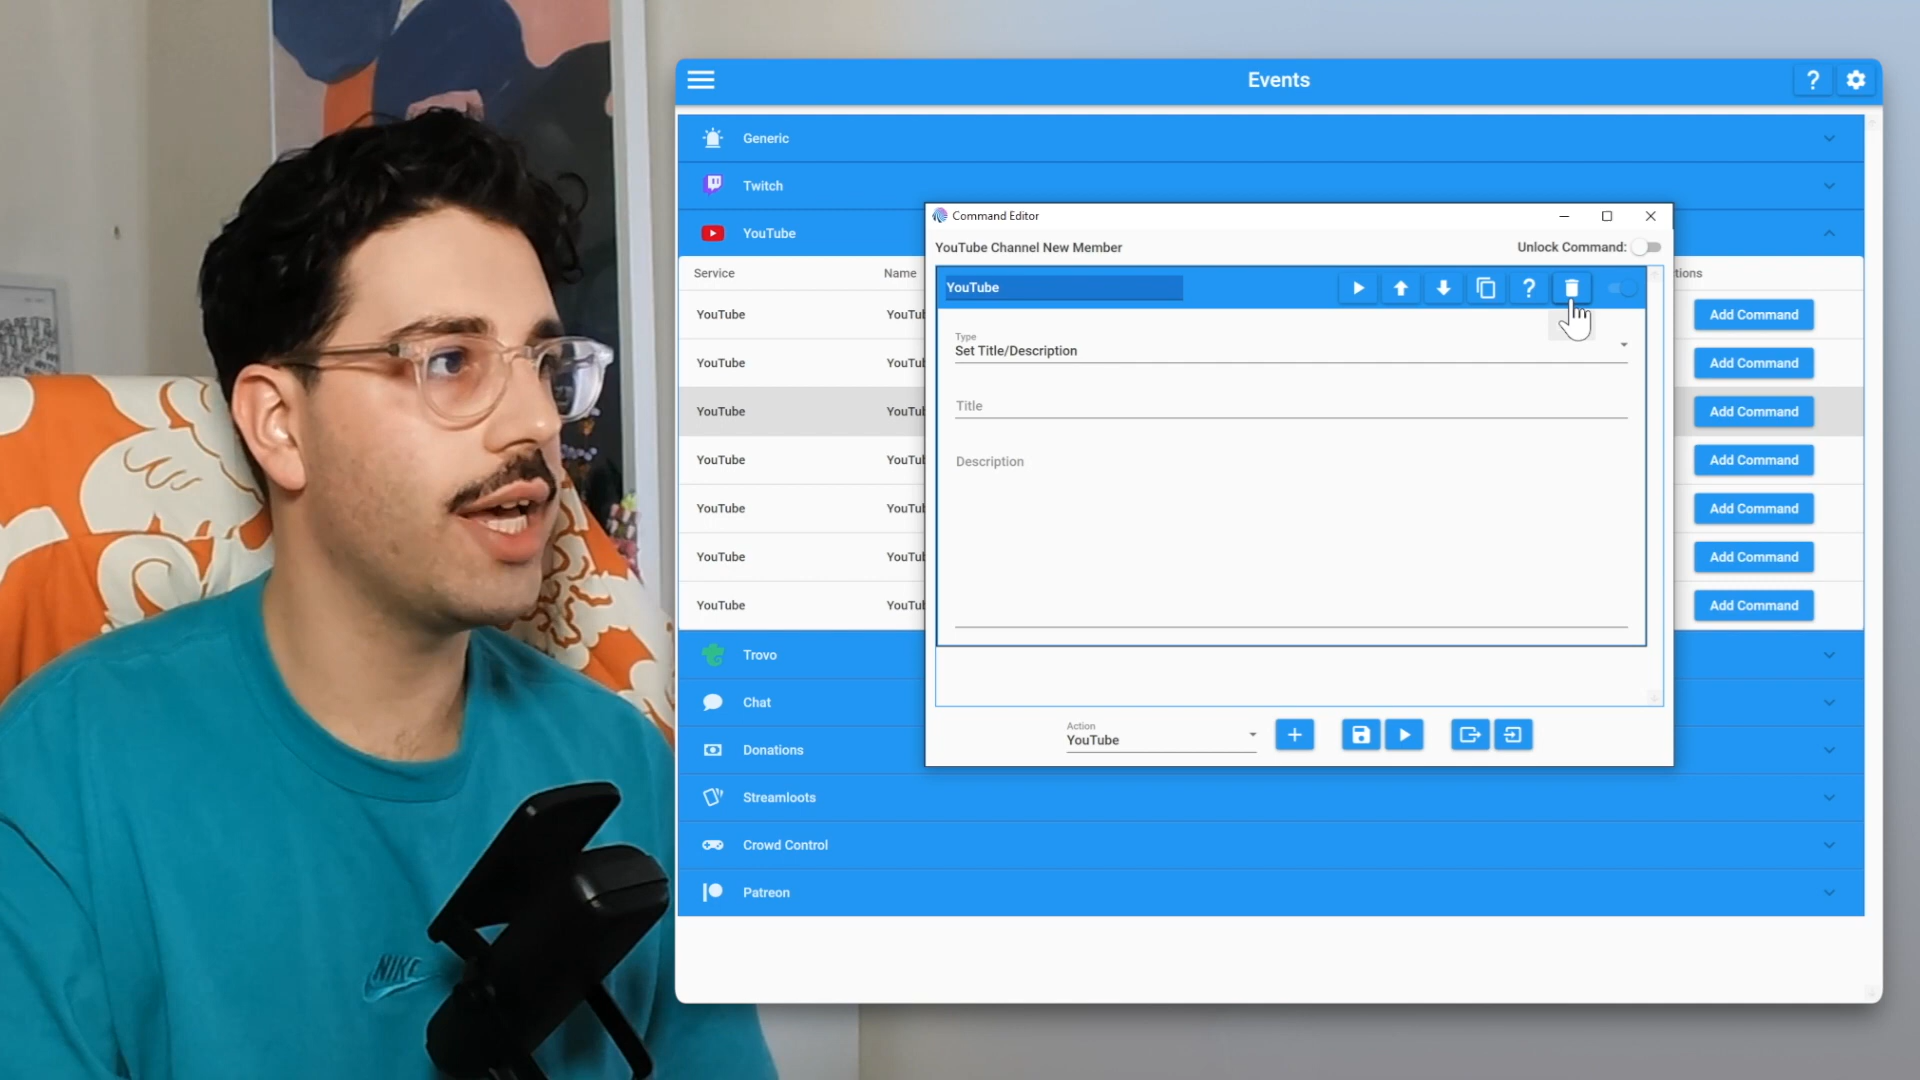 Events
?
Generic
Twitch
YouTube
Command Editor
YouTube Channel New Member
Unlock Command:
Service
Name
YouTube
?
Type
Set Title/Description
Title
Description
YouTube
Add Command
YouTube
Add Command
YouTube
Add Command
YouTube
Add Command
YouTube
Add Command
YouTube
Add Command
YouTube
Add Command
Trovo
Chat
Donations
Action
YouTube
Streamloots
Crowd Control
Patreon
NIKE